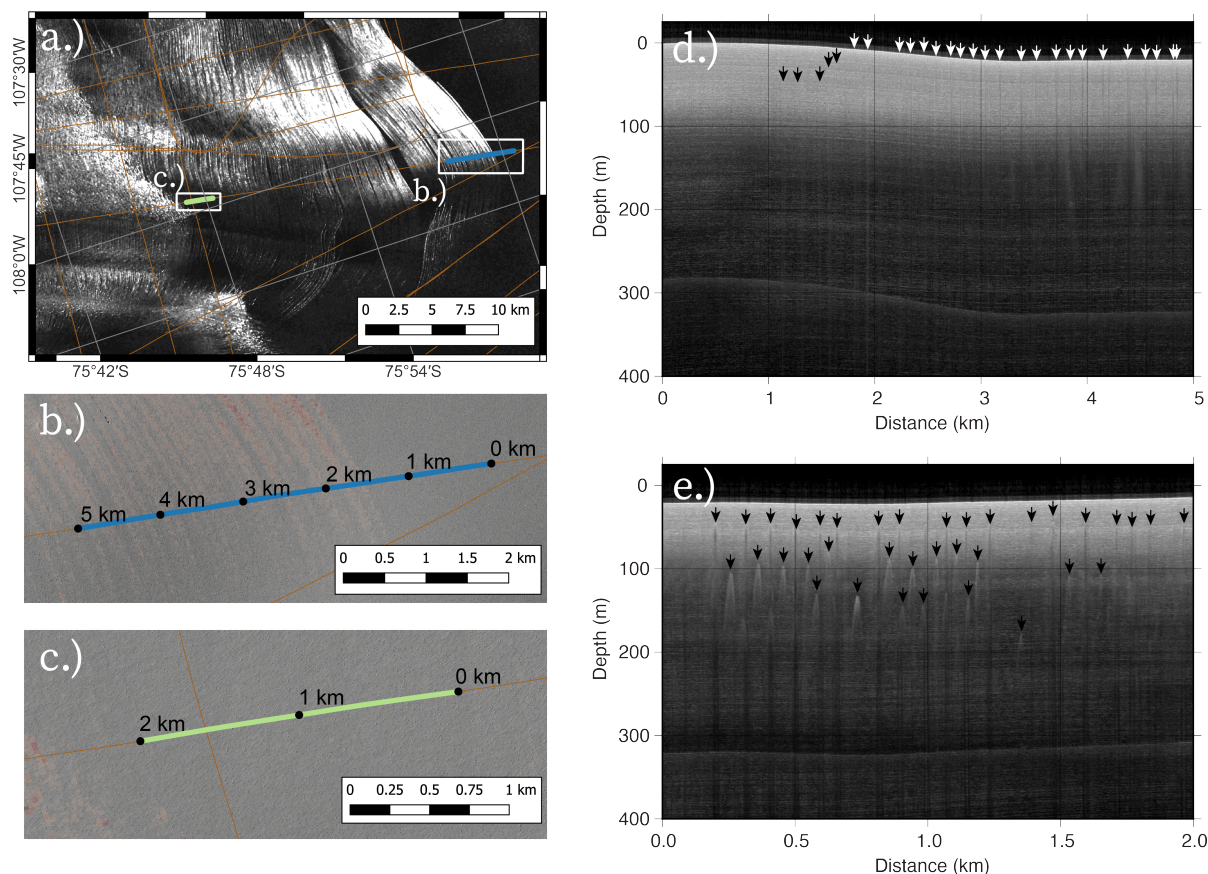 a.)
107°30'W
107°45'W
108°0'W
c.)
b.)
0 2.5 5 7.5 10 km
75°42'S 75°48'S 75°54'S
b.)
5 km 4 km 3 km 2 km 1 km 0 km
0 0.5 1 1.5 2 km
c.)
2 km 1 km 0 km
0 0.25 0.5 0.75 1 km
d.)
Depth (m)
0
100
200
300
400
0 1 2 3 4 5
Distance (km)
e.)
Depth (m)
0
100
200
300
400
0.0 0.5 1.0 1.5 2.0
Distance (km)